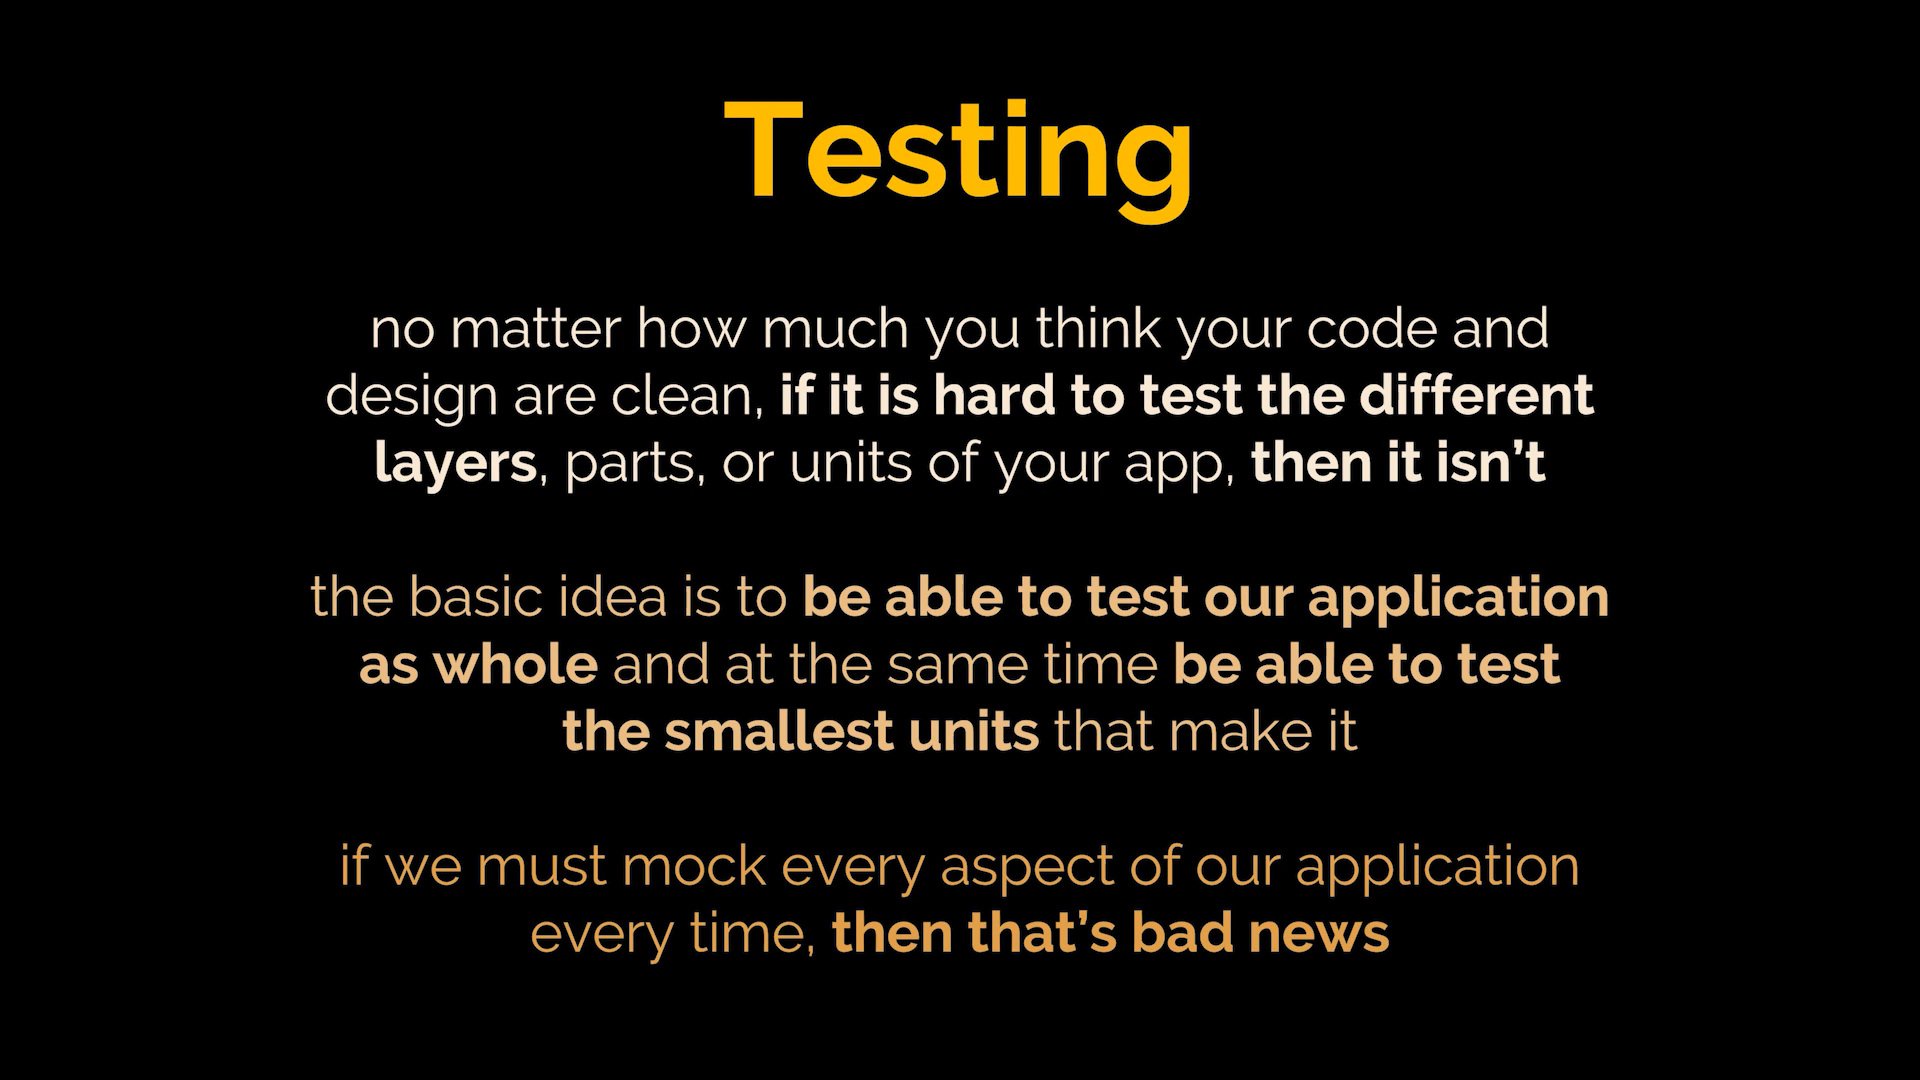 Testing
no matter how much you think your code and
design are clean, if it is hard to test the different
layers, parts, or units of your app, then it isn’t
the basic idea is to be able to test our application
as whole and at the same time be able to test
the smallest units that make it
if we must mock every aspect of our application
every time, then that’s bad news